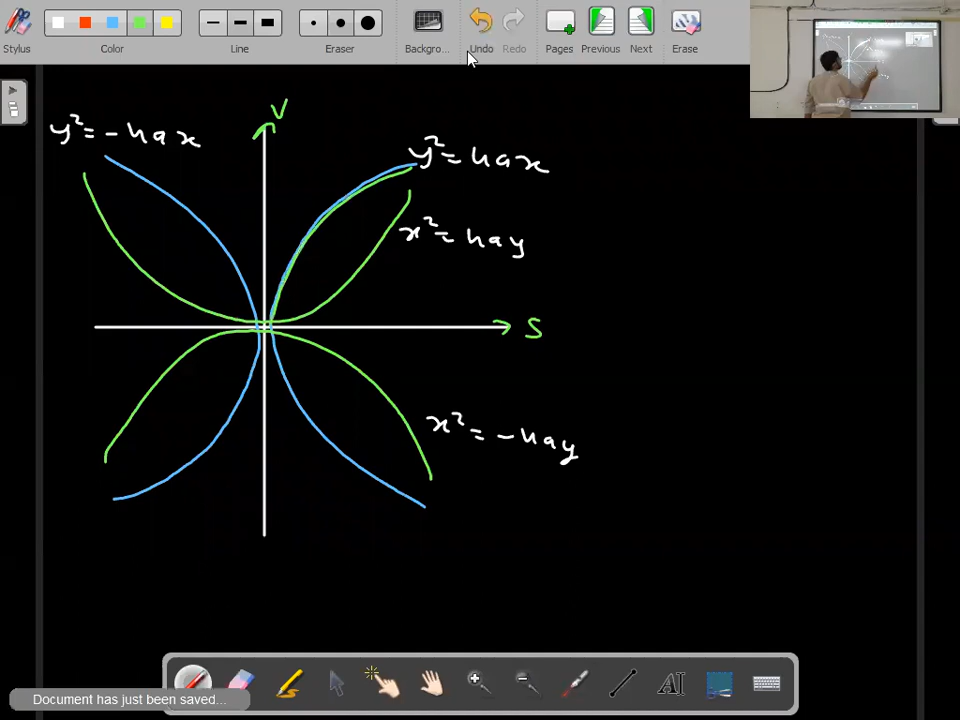 Stylus
Color
Line
Eraser
Backgro...
Undo
Redo
Pages
Previous
Next
Erase
V
y² = -4ax
y² = 4ax
x² = 4ay
S
x² = -4ay
Document has just been saved...